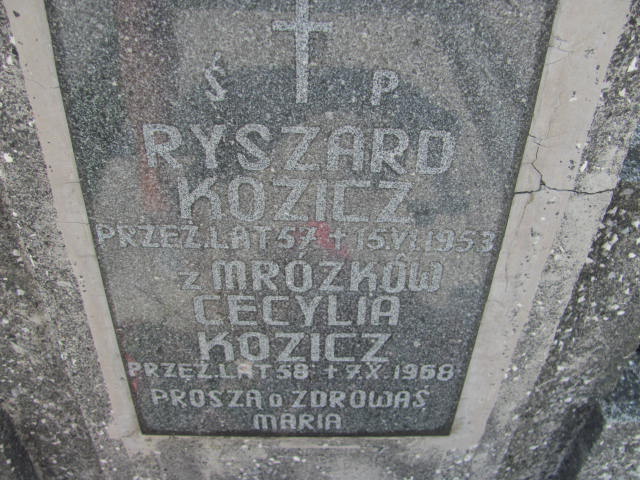 Ś P
RYSZARD
KOZICZ
PRZEŻ.LAT 57 + 15 VI 1953
z MRÓZKÓW
CECYLIA
KOZICZ
PRZEŻ.LAT 58 + 7.X.1968
PROSZĄ o ZDROWAŚ
MARIA